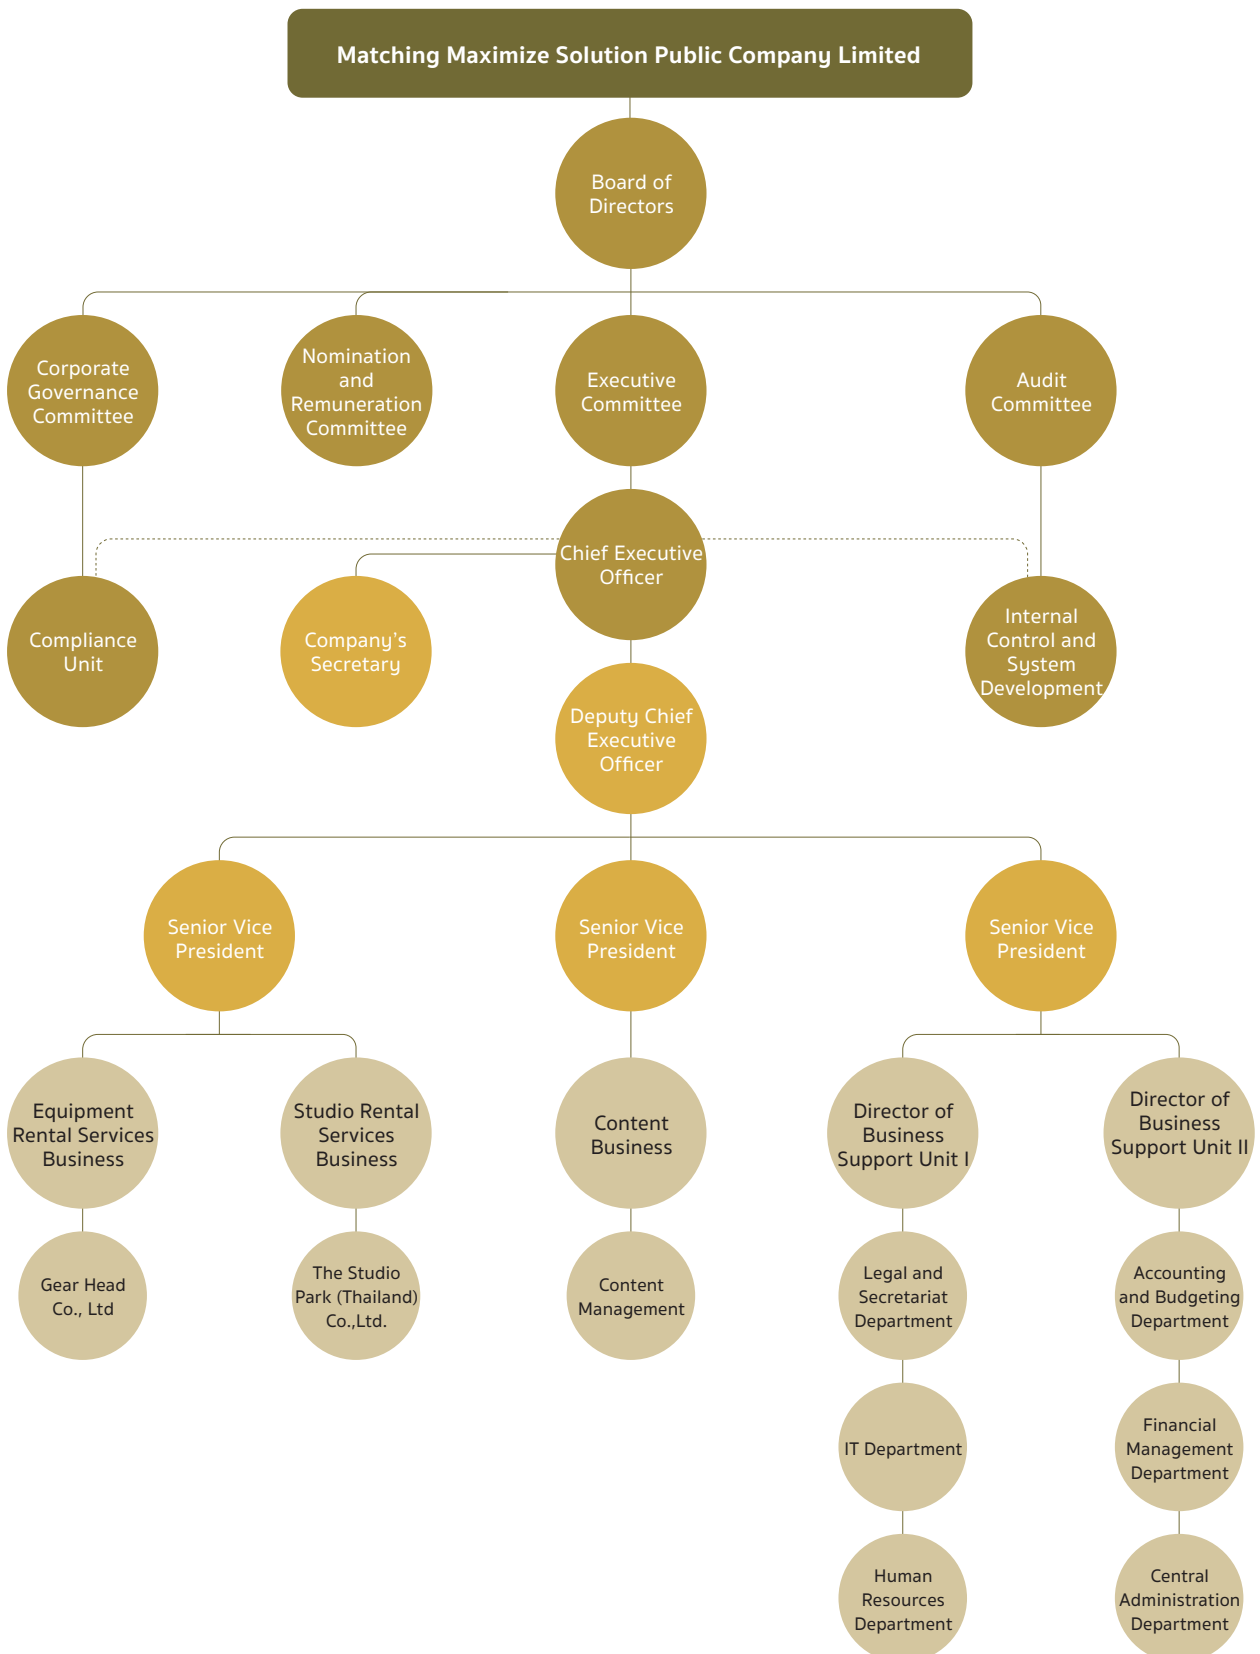 Matching Maximize Solution Public Company Limited
Board of
Directors
Corporate
Governance
Committee
Nomination
and
Remuneration
Committee
Executive
Committee
Audit
Committee
Chief Executive
Officer
Compliance
Unit
Company's
Secretary
Internal
Control and
System
Development
Deputy Chief
Executive
Officer
Senior Vice
President
Senior Vice
President
Senior Vice
President
Equipment
Rental Services
Business
Studio Rental
Services
Business
Content
Business
Director of
Business
Support Unit I
Director of
Business
Support Unit II
Gear Head
Co., Ltd
The Studio
Park (Thailand)
Co.,Ltd.
Content
Management
Legal and
Secretariat
Department
Accounting
and Budgeting
Department
IT Department
Financial
Management
Department
Human
Resources
Department
Central
Administration
Department